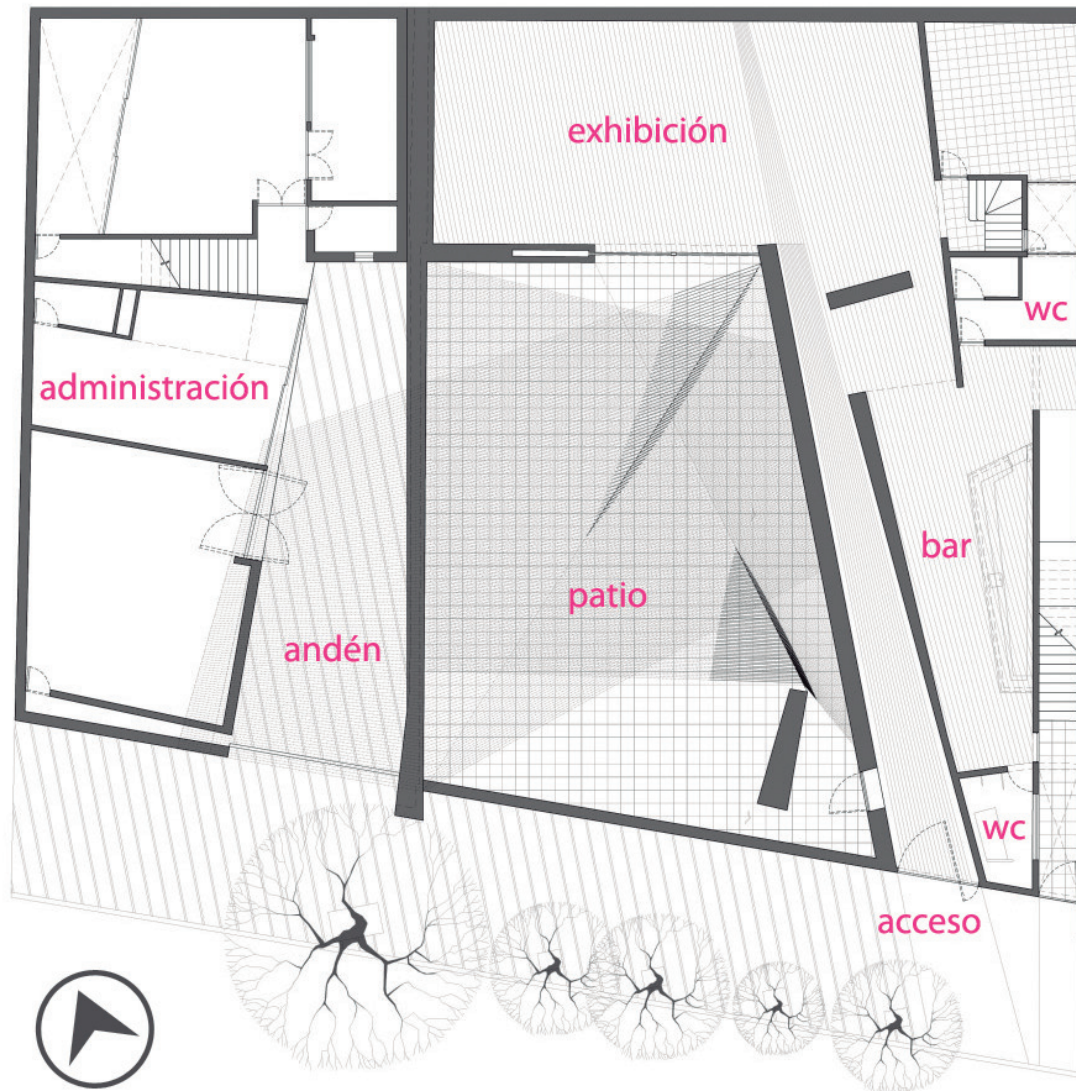 exhibición
wc
administración
bar
patio
andén
wc
acceso